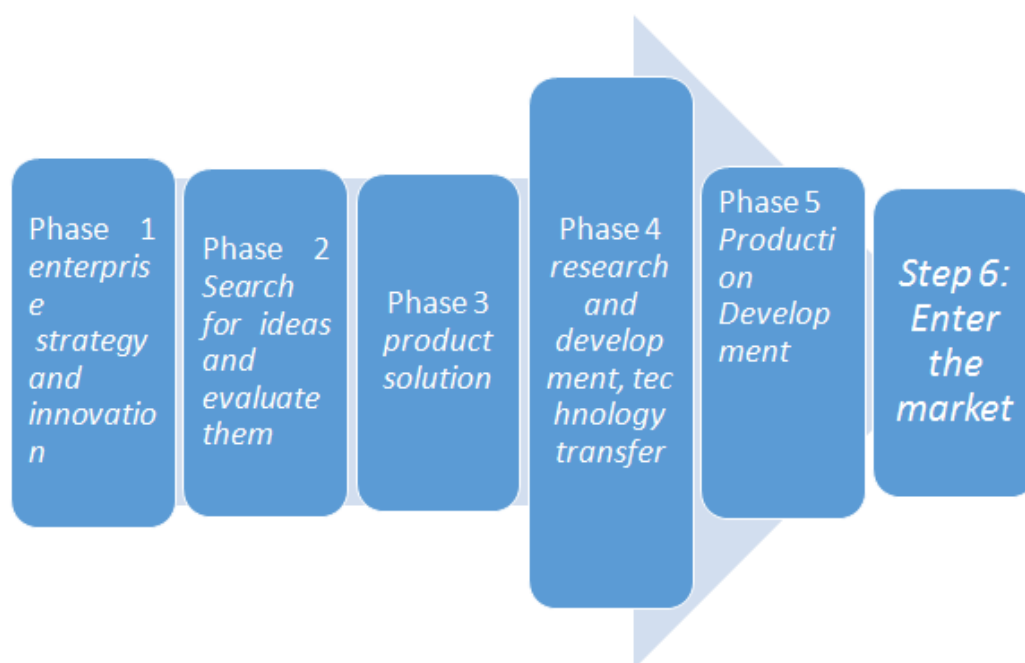 Phase 1
enterpris
e
strategy
and
innovatio
n
Phase 2
Search
for ideas
and
evaluate
them
Phase 3
product
solution
Phase 4
research
and
develop
ment, tec
hnology
transfer
Phase 5
Producti
on
Develop
ment
Step 6:
Enter
the
market